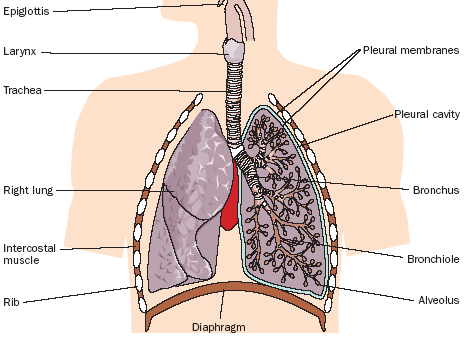 Epiglottis
Larynx
Pleural membranes
Trachea
Pleural cavity
Right lung
Bronchus
Intercostal
muscle
Bronchiole
Rib
Alveolus
Diaphragm